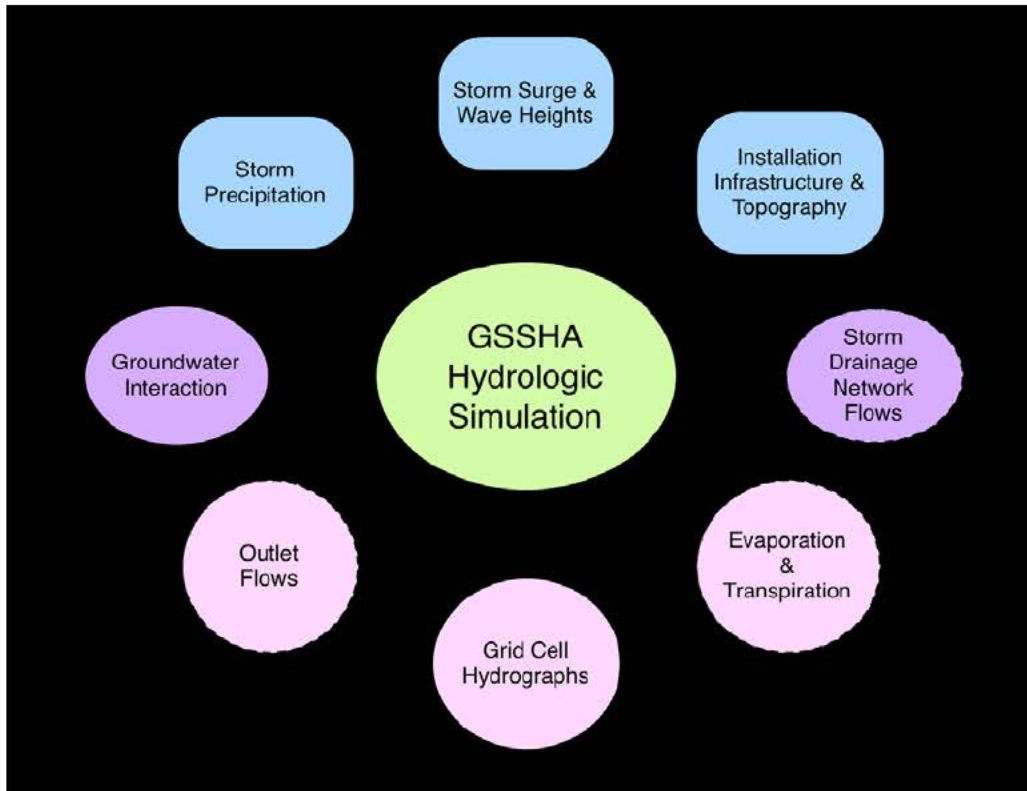 Storm Surge &
Wave Heights
Storm
Precipitation
Installation
Infrastructure &
Topography
GSSHA
Hydrologic
Simulation
Groundwater
Interaction
Storm
Drainage
Network
Flows
Outlet
Flows
Evaporation
&
Transpiration
Grid Cell
Hydrographs